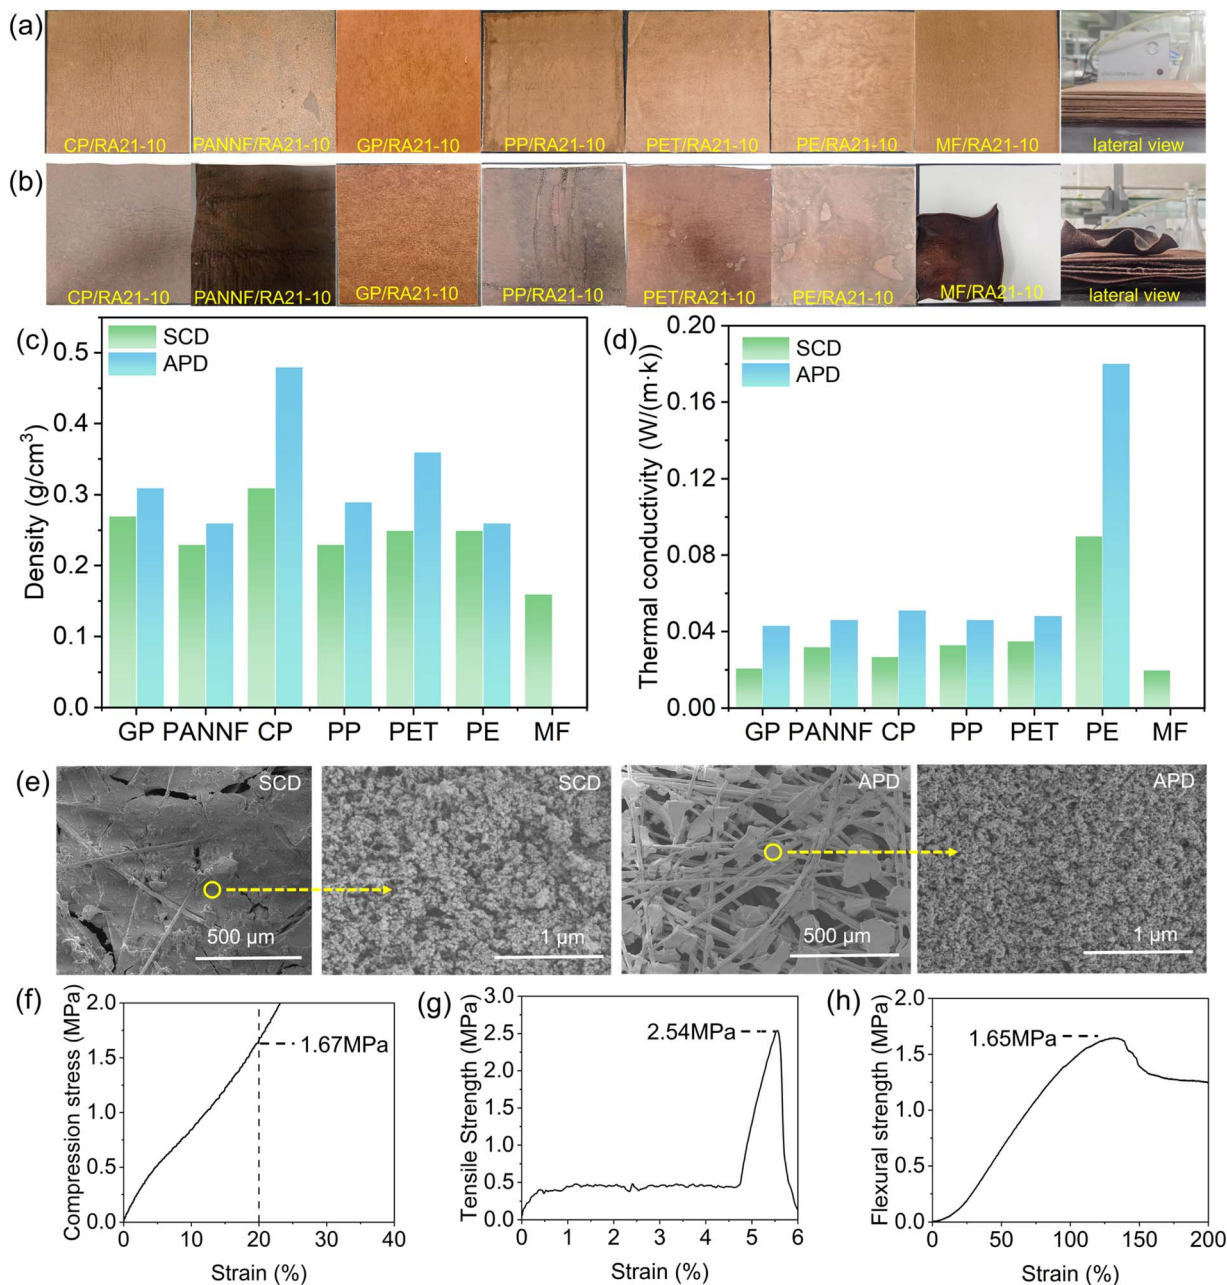 (a)
CP/RA21-10
PANNF/RA21-10
GP/RA21-10
PP/RA21-10
PET/RA21-10
PE/RA21-10
MF/RA21-10
lateral view
(b)
CP/RA21-10
PANNF/RA21-10
GP/RA21-10
PP/RA21-10
PET/RA21-10
PE/RA21-10
MF/RA21-10
lateral view
(c)
SCD
APD
Density (g/cm³)
0.5
0.4
0.3
0.2
0.1
0.0
GP PANNF CP PP PET PE MF
(d)
SCD
APD
Thermal conductivity (W/(m·k))
0.20
0.16
0.12
0.08
0.04
0.00
GP PANNF CP PP PET PE MF
(e)
SCD
500 μm
SCD
1 μm
APD
500 μm
APD
1 μm
(f)
Compression stress (MPa)
2.0
1.5
1.0
0.5
0.0
1.67MPa
0 10 20 30 40
Strain (%)
(g)
Tensile Strength (MPa)
3.0
2.5
2.0
1.5
1.0
0.5
0.0
2.54MPa
0 1 2 3 4 5 6
Strain (%)
(h)
Flexural strength (MPa)
2.0
1.5
1.0
0.5
0.0
1.65MPa
0 50 100 150 200
Strain (%)